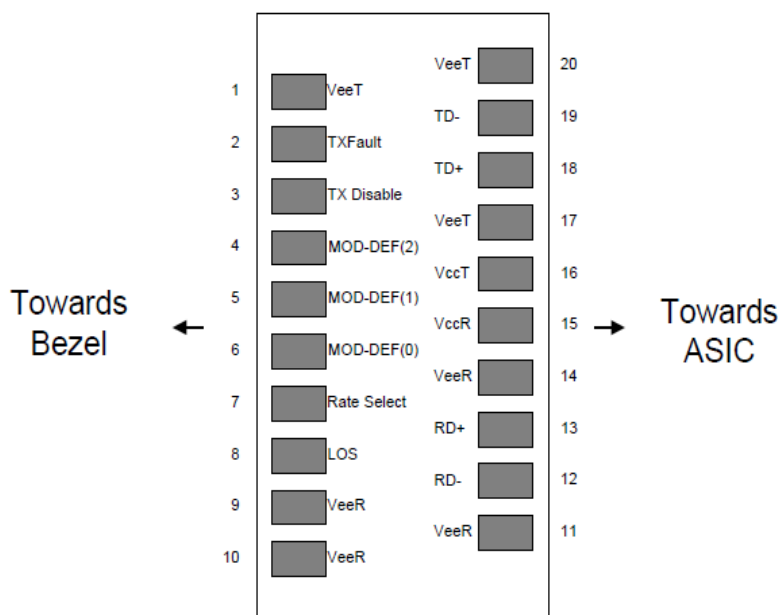 VeeT 20
1 VeeT
TD- 19
2 TXFault
TD+ 18
3 TX Disable
VeeT 17
4 MOD-DEF(2)
VccT 16
5 MOD-DEF(1)
Towards
Bezel
VccR 15
Towards
ASIC
6 MOD-DEF(0)
VeeR 14
7 Rate Select
RD+ 13
8 LOS
RD- 12
9 VeeR
VeeR 11
10 VeeR